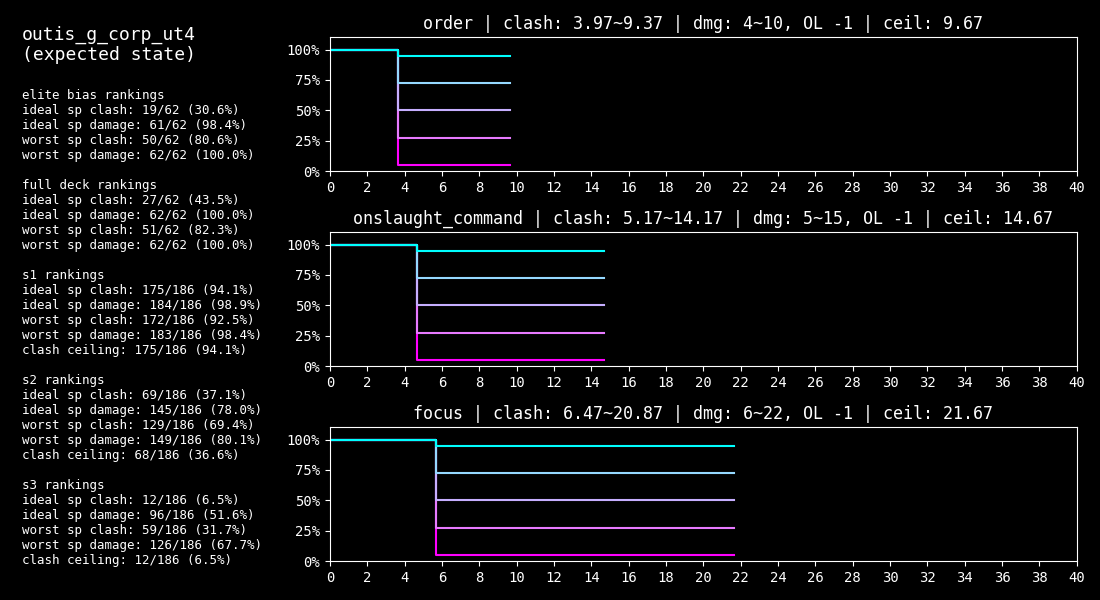 outis_g_corp_ut4
(expected state)
elite bias rankings
ideal sp clash: 19/62 (30.6%)
ideal sp damage: 61/62 (98.4%)
worst sp clash: 50/62 (80.6%)
worst sp damage: 62/62 (100.0%)
full deck rankings
ideal sp clash: 27/62 (43.5%)
ideal sp damage: 62/62 (100.0%)
worst sp clash: 51/62 (82.3%)
worst sp damage: 62/62 (100.0%)
s1 rankings
ideal sp clash: 175/186 (94.1%)
ideal sp damage: 184/186 (98.9%)
worst sp clash: 172/186 (92.5%)
worst sp damage: 183/186 (98.4%)
clash ceiling: 175/186 (94.1%)
s2 rankings
ideal sp clash: 69/186 (37.1%)
ideal sp damage: 145/186 (78.0%)
worst sp clash: 129/186 (69.4%)
worst sp damage: 149/186 (80.1%)
clash ceiling: 68/186 (36.6%)
s3 rankings
ideal sp clash: 12/186 (6.5%)
ideal sp damage: 96/186 (51.6%)
worst sp clash: 59/186 (31.7%)
worst sp damage: 126/186 (67.7%)
clash ceiling: 12/186 (6.5%)
order | clash: 3.97~9.37 | dmg: 4~10, OL -1 | ceil: 9.67
100%
75%
50%
25%
0%
0 2 4 6 8 10 12 14 16 18 20 22 24 26 28 30 32 34 36 38 40
onslaught_command | clash: 5.17~14.17 | dmg: 5~15, OL -1 | ceil: 14.67
100%
75%
50%
25%
0%
0 2 4 6 8 10 12 14 16 18 20 22 24 26 28 30 32 34 36 38 40
focus | clash: 6.47~20.87 | dmg: 6~22, OL -1 | ceil: 21.67
100%
75%
50%
25%
0%
0 2 4 6 8 10 12 14 16 18 20 22 24 26 28 30 32 34 36 38 40